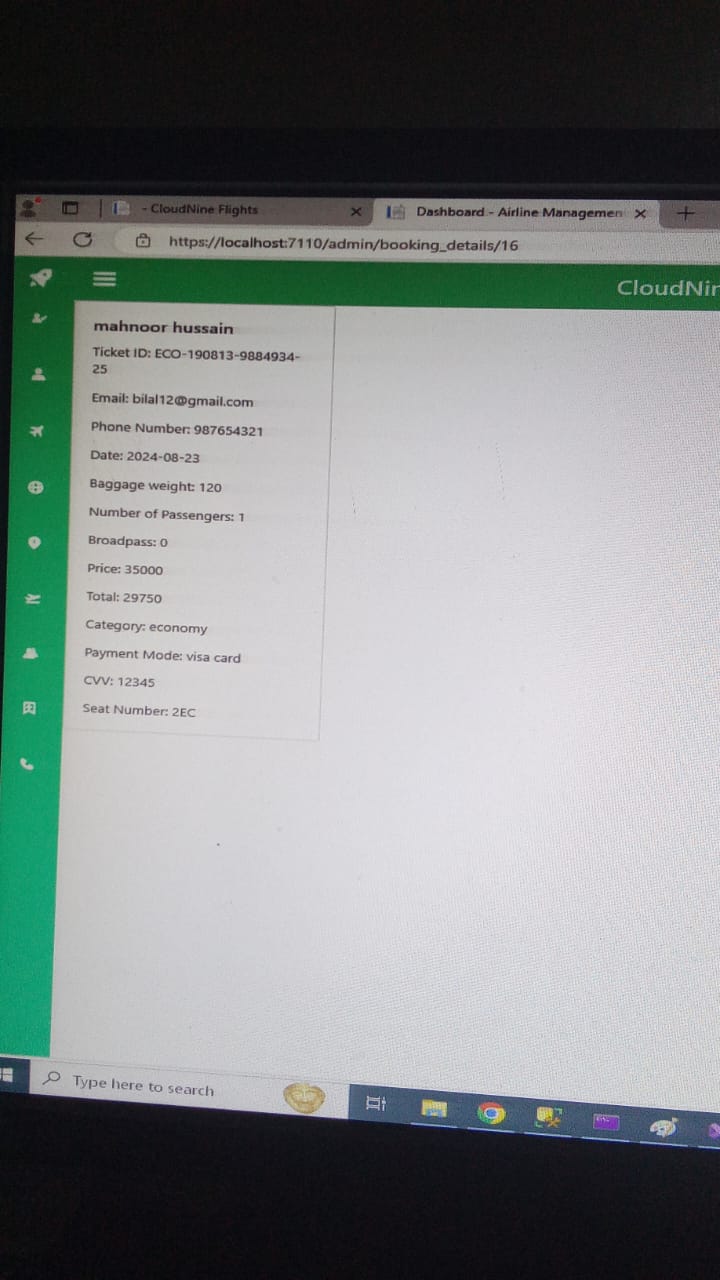 - CloudNine Flights
Dashboard - Airline Managemen
https://localhost:7110/admin/booking_details/16
CloudNin
mahnoor hussain
Ticket ID: ECO-190813-9884934-
25
Email: bilal12@gmail.com
Phone Number: 987654321
Date: 2024-08-23
Baggage weight: 120
Number of Passengers: 1
Broadpass: 0
Price: 35000
Total: 29750
Category: economy
Payment Mode: visa card
CVV: 12345
Seat Number: 2EC
Type here to search